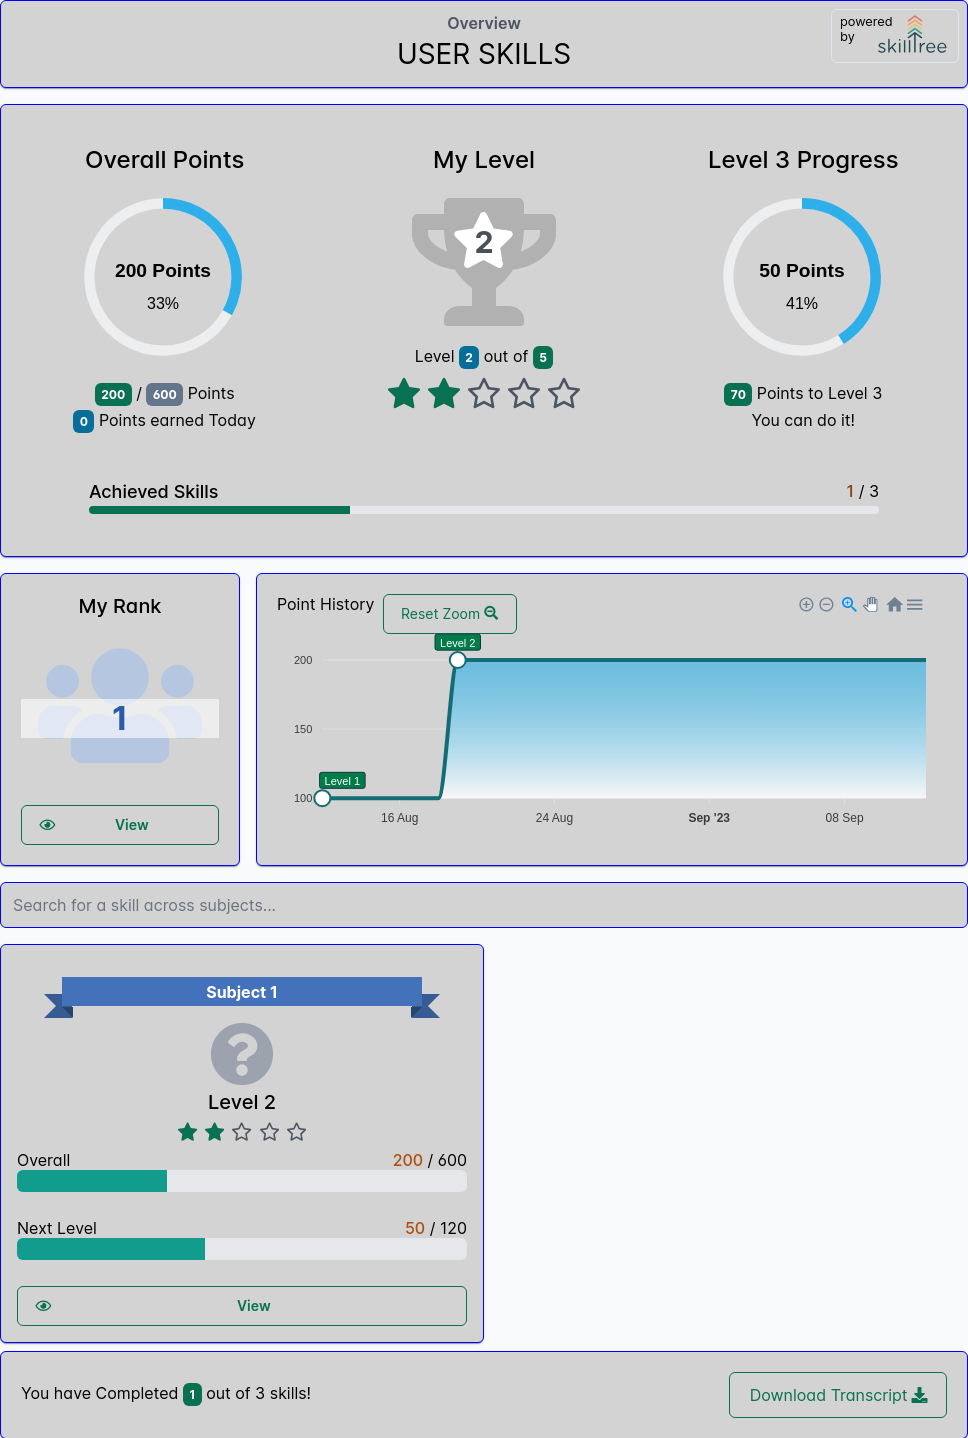 Overview
USER SKILLS
powered
by
skilltree
Overall Points
My Level
Level 3 Progress
200 Points
33%
2
50 Points
41%
Level 2 out of 5
200 / 600 Points
0 Points earned Today
70 Points to Level 3
You can do it!
Achieved Skills
1 / 3
My Rank
1
View
Point History
Reset Zoom
Level 2
200
150
Level 1
100
16 Aug
24 Aug
Sep '23
08 Sep
Search for a skill across subjects...
Subject 1
Level 2
Overall
200 / 600
Next Level
50 / 120
View
You have Completed 1 out of 3 skills!
Download Transcript